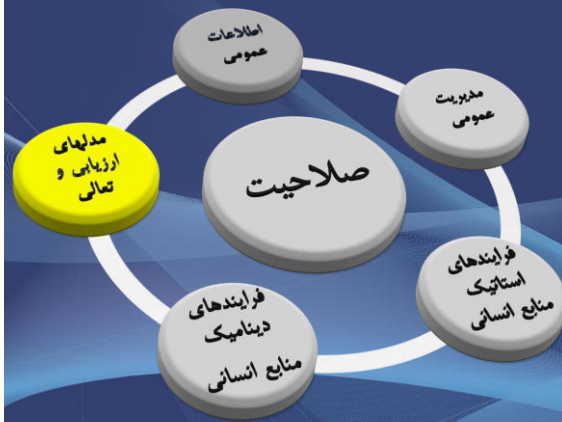 اطلاعات
عمومی
مدیریت
عمومی
مدلهای
ارزیابی و
تعالی
صلاحیت
فرایندهای
استاتیک
منابع انسانی
فرایندهای
دینامیک
منابع انسانی